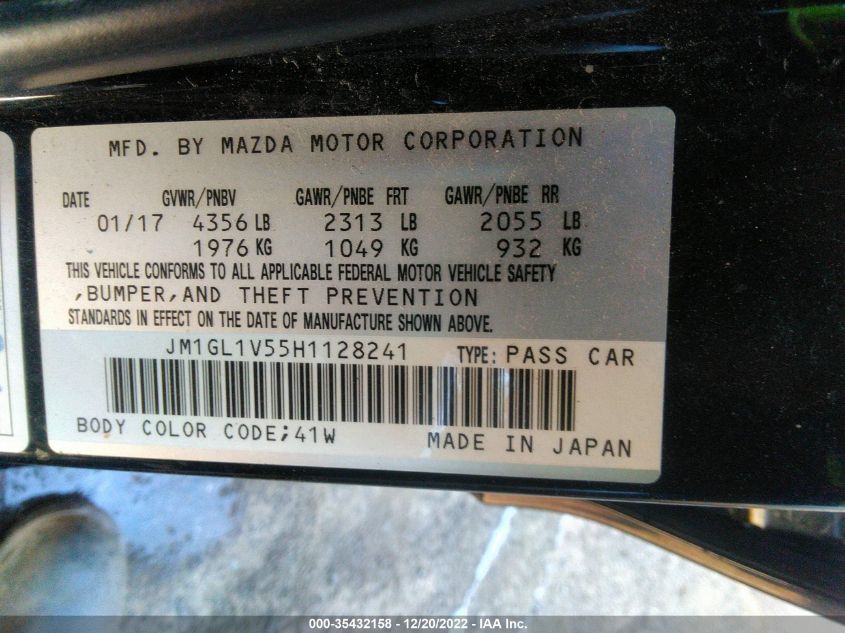 MFD. BY MAZDA MOTOR CORPORATION
DATE GVWR/PNBV GAWR/PNBE FRT GAWR/PNBE RR
01/17 4356 LB 2313 LB 2055 LB
1976 KG 1049 KG 932 KG
THIS VEHICLE CONFORMS TO ALL APPLICABLE FEDERAL MOTOR VEHICLE SAFETY
,BUMPER,AND THEFT PREVENTION
STANDARDS IN EFFECT ON THE DATE OF MANUFACTURE SHOWN ABOVE.
JM1GL1V55H1128241 TYPE: PASS CAR
BODY COLOR CODE;41W MADE IN JAPAN
000-35432158 - 12/20/2022 - IAA Inc.